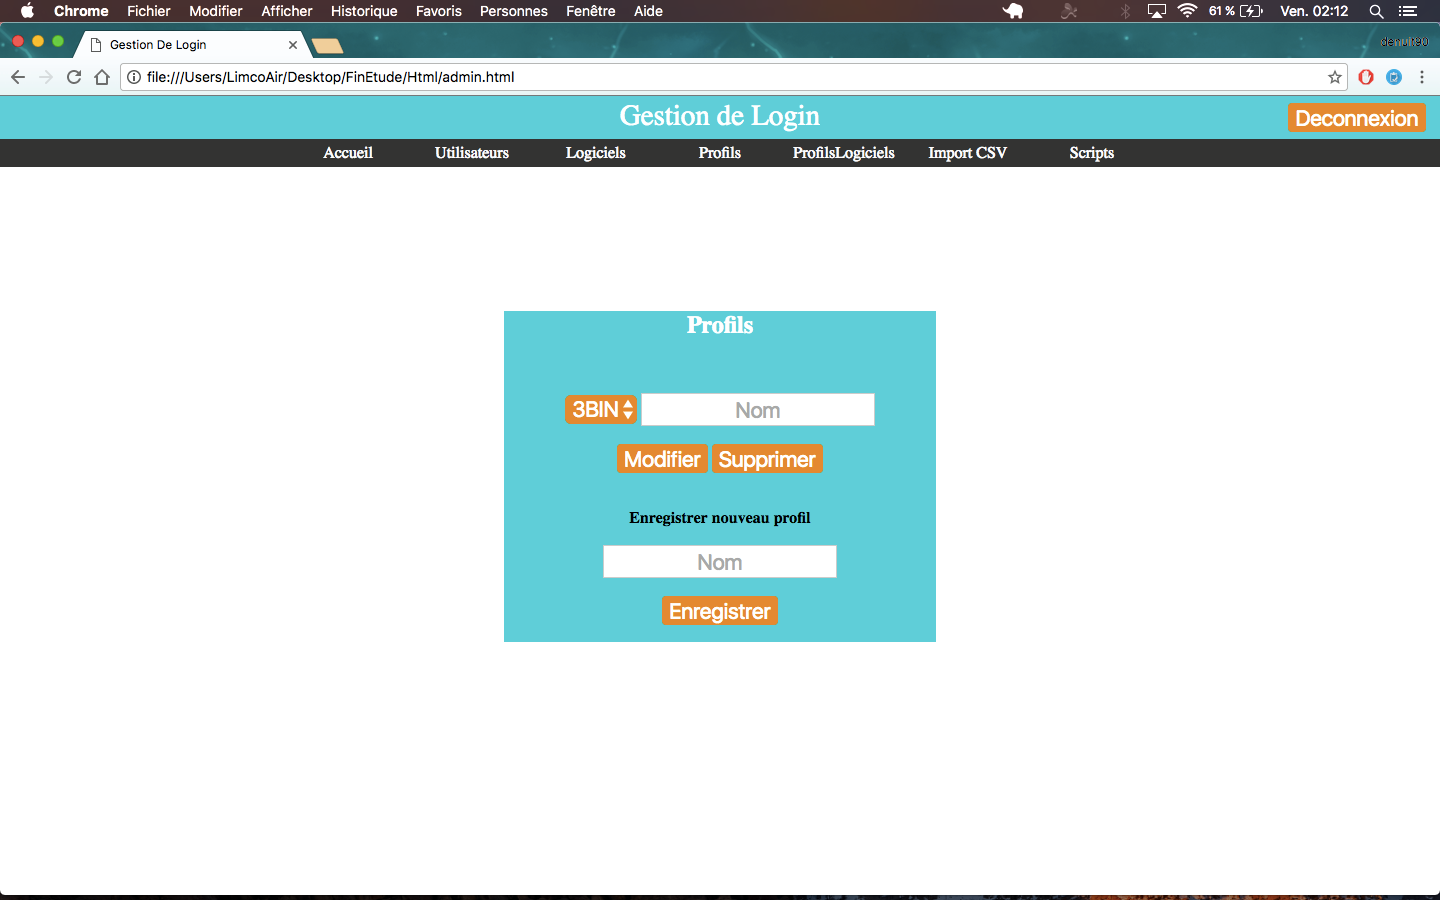 Chrome Fichier Modifier Afficher Historique Favoris Personnes Fenêtre Aide 61 % Ven. 02:12
Gestion De Login
file:///Users/LimcoAir/Desktop/FinEtude/Html/admin.html
Gestion de Login
Deconnexion
Accueil Utilisateurs Logiciels Profils ProfilsLogiciels Import CSV Scripts
Profils
3BIN Nom
Modifier Supprimer
Enregistrer nouveau profil
Nom
Enregistrer